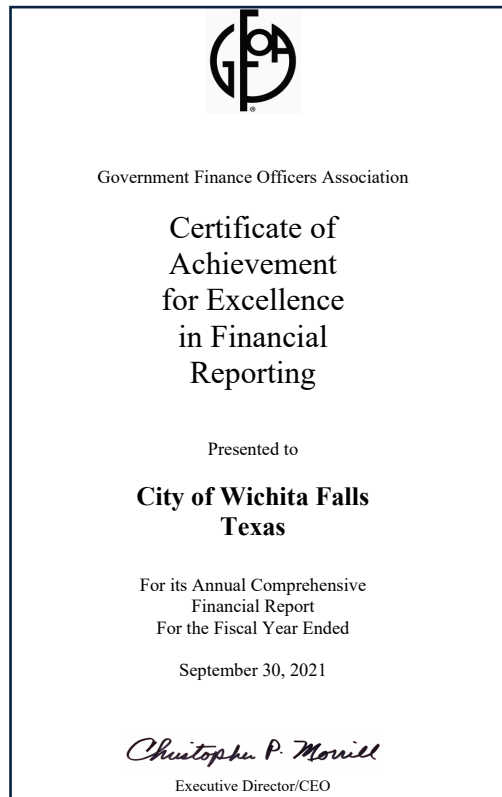 GFOA
®
Government Finance Officers Association
Certificate of
Achievement
for Excellence
in Financial
Reporting
Presented to
City of Wichita Falls
Texas
For its Annual Comprehensive
Financial Report
For the Fiscal Year Ended
September 30, 2021
Christopher P. Morrill
Executive Director/CEO